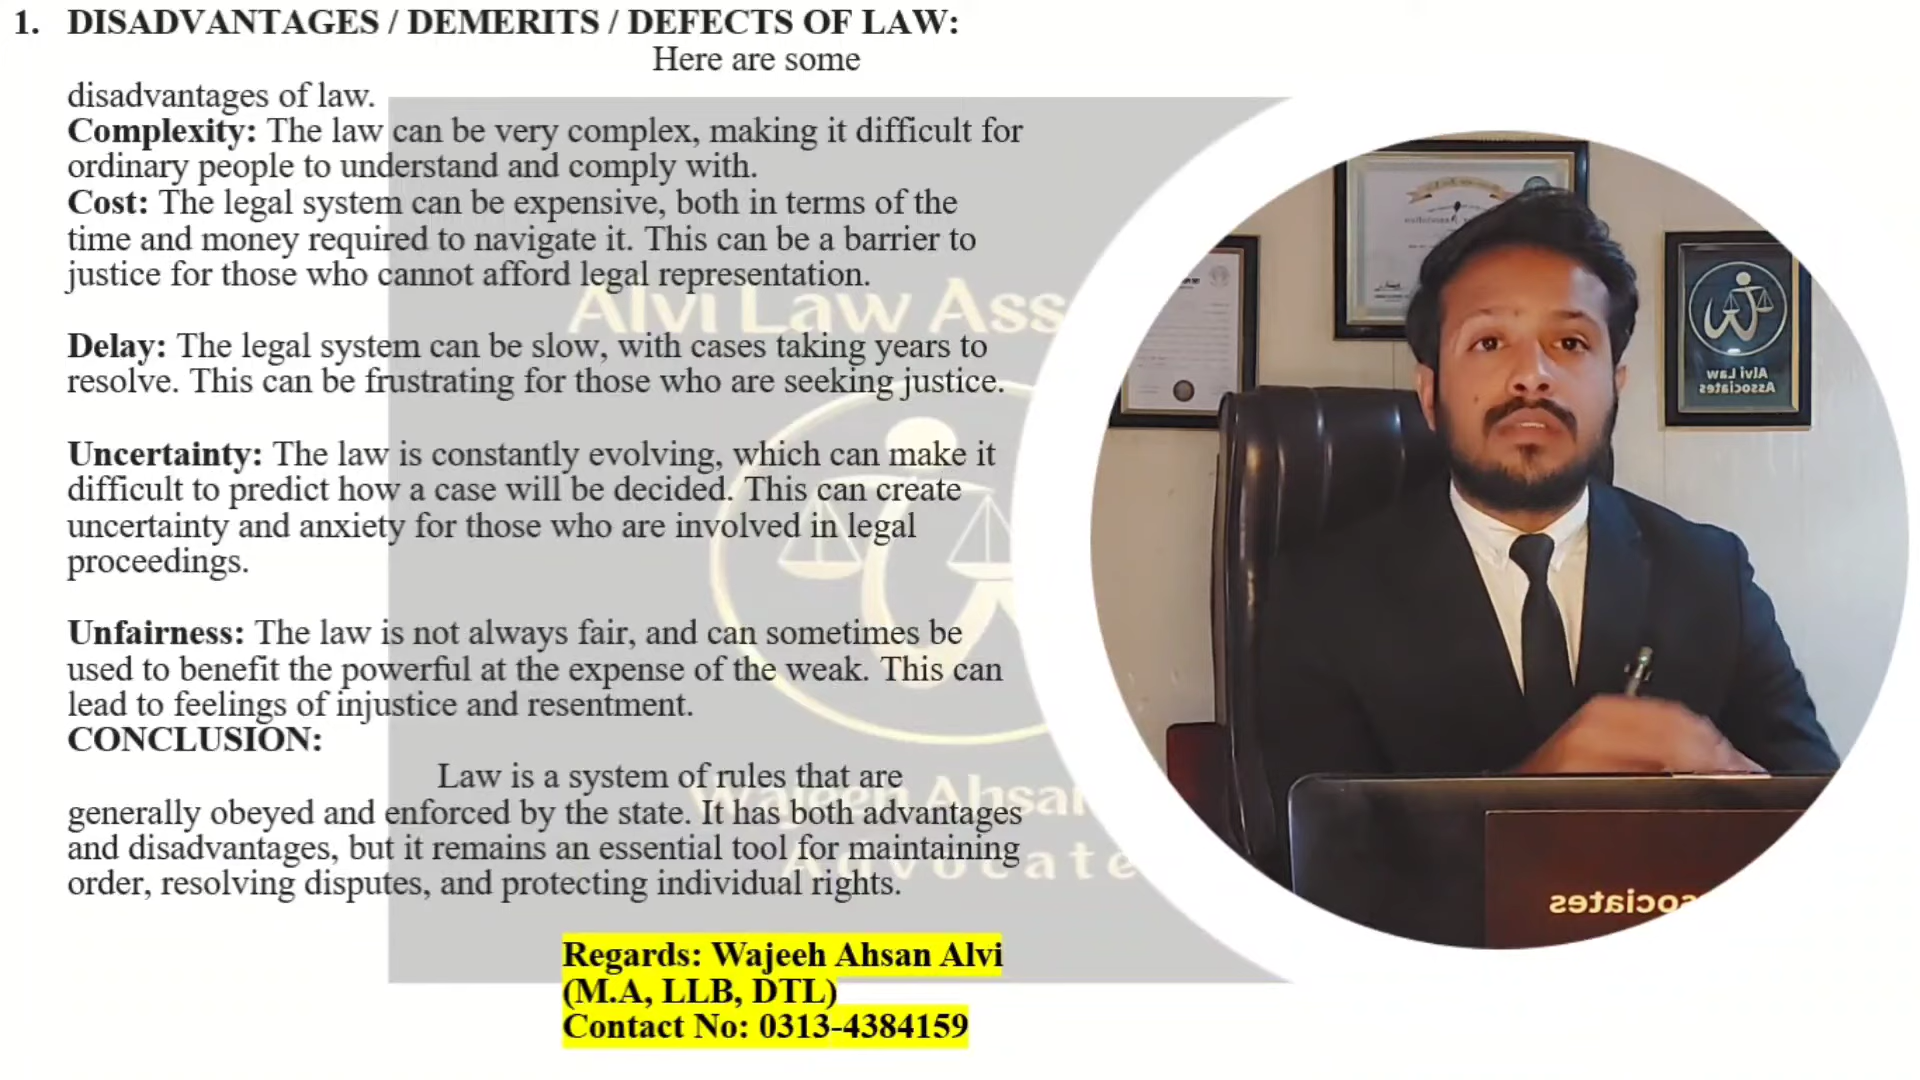 1. DISADVANTAGES / DEMERITS / DEFECTS OF LAW:
Here are some
disadvantages of law.
Complexity: The law can be very complex, making it difficult for
ordinary people to understand and comply with.
Cost: The legal system can be expensive, both in terms of the
time and money required to navigate it. This can be a barrier to
justice for those who cannot afford legal representation.
Delay: The legal system can be slow, with cases taking years to
resolve. This can be frustrating for those who are seeking justice.
Uncertainty: The law is constantly evolving, which can make it
difficult to predict how a case will be decided. This can create
uncertainty and anxiety for those who are involved in legal
proceedings.
Unfairness: The law is not always fair, and can sometimes be
used to benefit the powerful at the expense of the weak. This can
lead to feelings of injustice and resentment.
CONCLUSION:
Law is a system of rules that are
generally obeyed and enforced by the state. It has both advantages
and disadvantages, but it remains an essential tool for maintaining
order, resolving disputes, and protecting individual rights.
Regards: Wajeeh Ahsan Alvi
(M.A, LLB, DTL)
Contact No: 0313-4384159
Alvi Law Ass
Wajeeh Ahsan
Advocate
Alvi Law
Associates
sociates